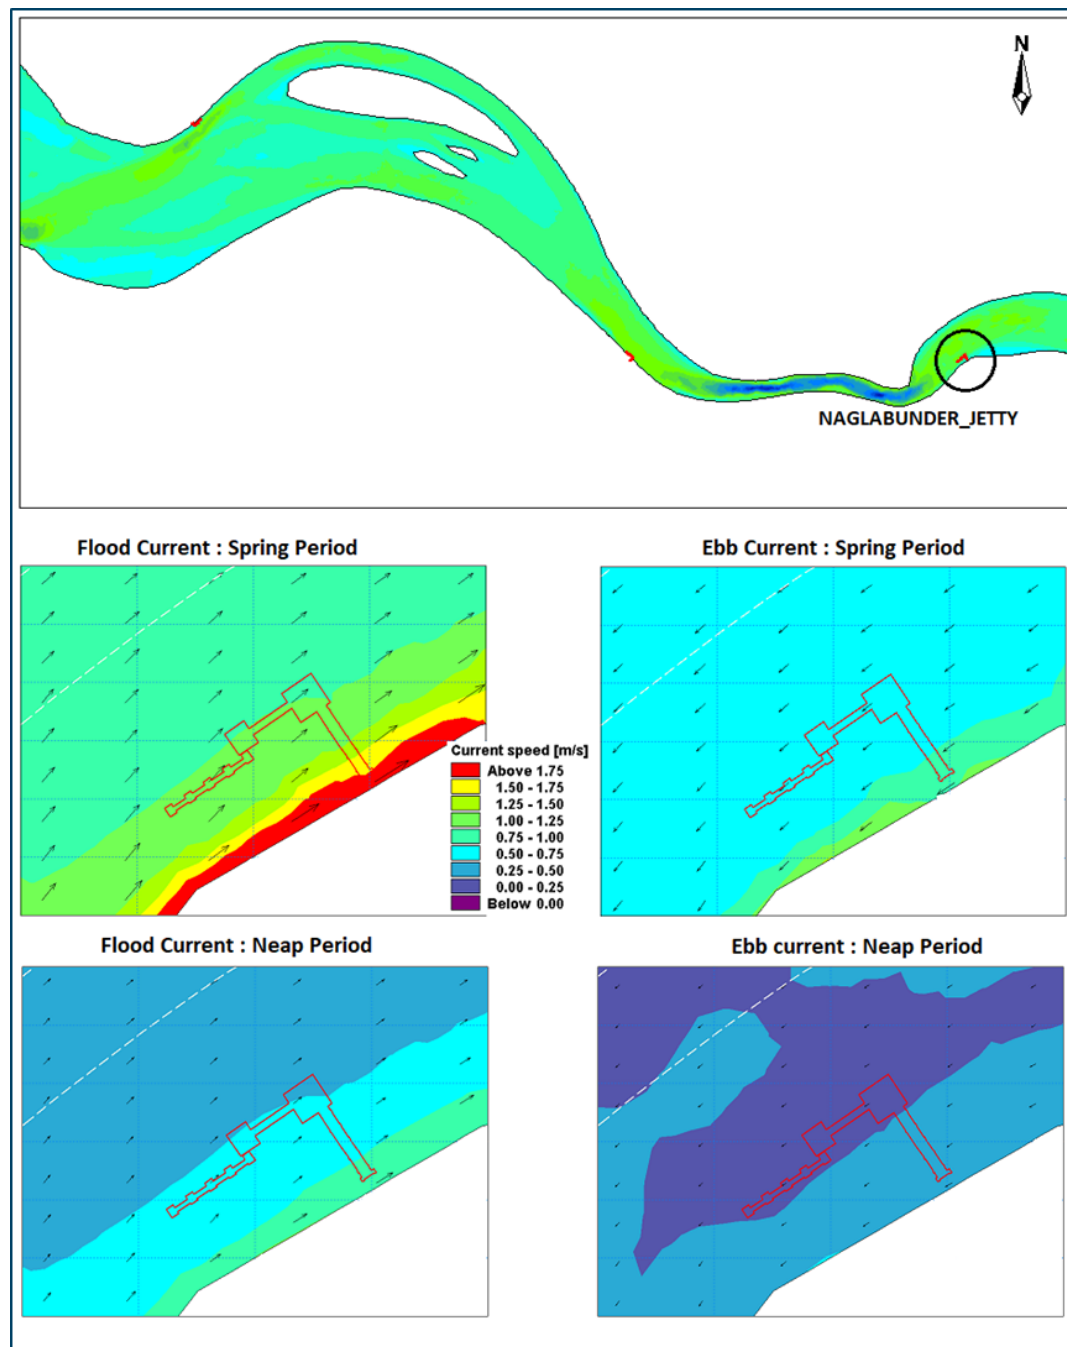 N
NAGLABUNDER_JETTY
Flood Current : Spring Period
Ebb Current : Spring Period
Current speed [m/s]
Above 1.75
1.50 - 1.75
1.25 - 1.50
1.00 - 1.25
0.75 - 1.00
0.50 - 0.75
0.25 - 0.50
0.00 - 0.25
Below 0.00
Flood Current : Neap Period
Ebb current : Neap Period